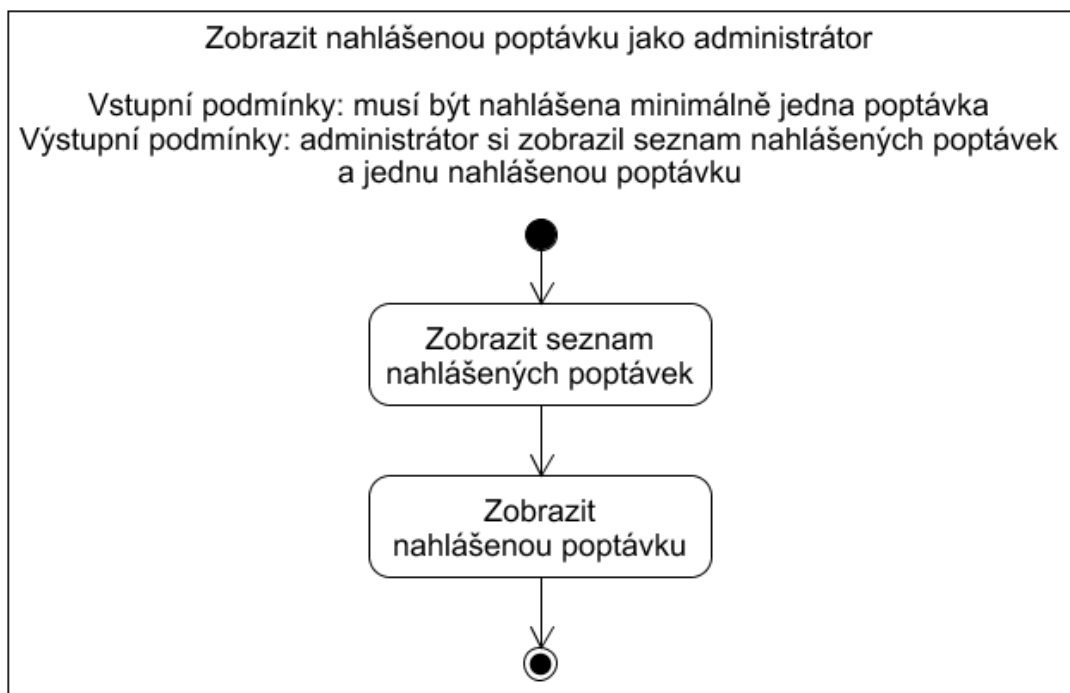 Zobrazit nahlášenou poptávku jako administrátor
Vstupní podmínky: musí být nahlášena minimálně jedna poptávka
Výstupní podmínky: administrátor si zobrazil seznam nahlášených poptávek
a jednu nahlášenou poptávku
Zobrazit seznam
nahlášených poptávek
Zobrazit
nahlášenou poptávku